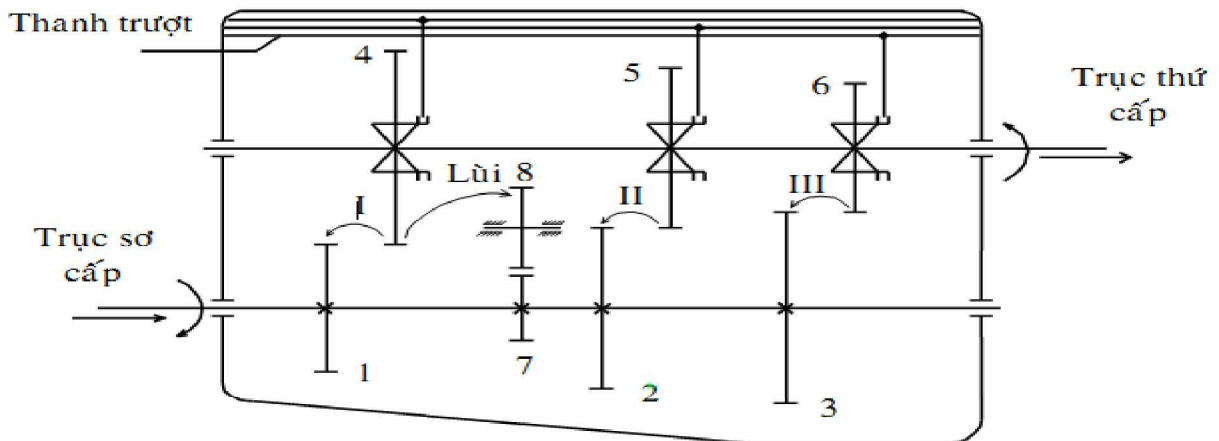 Thanh trượt
4
5
6
Trục thứ
cấp
Lùi 8
I
II
III
Trục sơ
cấp
1
7
2
3